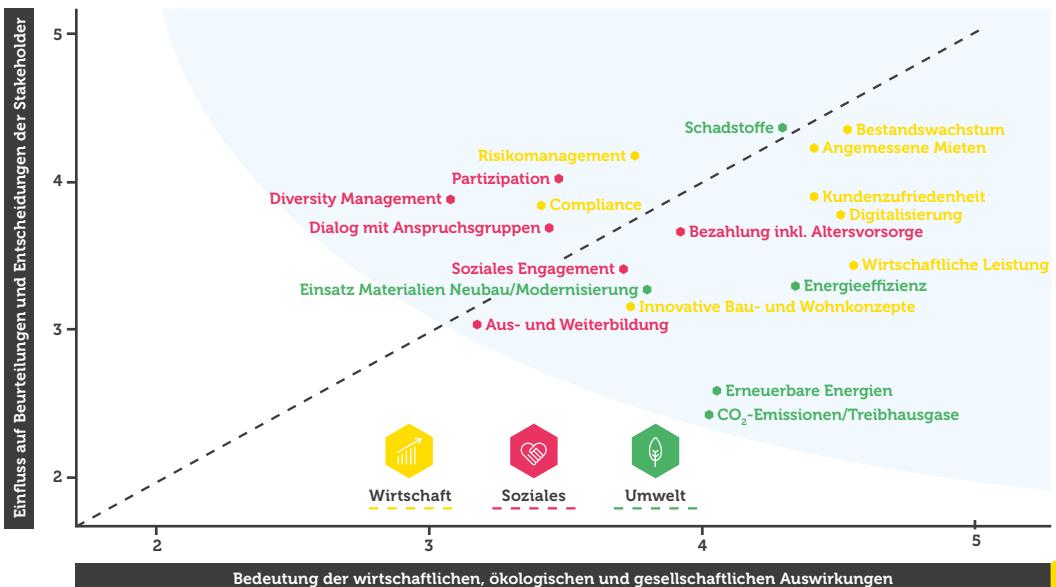 Einfluss auf Beurteilungen und Entscheidungen der Stakeholder
5
4
3
2
Schadstoffe
Bestandswachstum
Angemessene Mieten
Risikomanagement
Partizipation
Diversity Management
Compliance
Kundenzufriedenheit
Digitalisierung
Dialog mit Anspruchsgruppen
Bezahlung inkl. Altersvorsorge
Soziales Engagement
Wirtschaftliche Leistung
Einsatz Materialien Neubau/Modernisierung
Energieeffizienz
Innovative Bau- und Wohnkonzepte
Aus- und Weiterbildung
Erneuerbare Energien
CO₂-Emissionen/Treibhausgase
Wirtschaft
Soziales
Umwelt
2
3
4
5
Bedeutung der wirtschaftlichen, ökologischen und gesellschaftlichen Auswirkungen